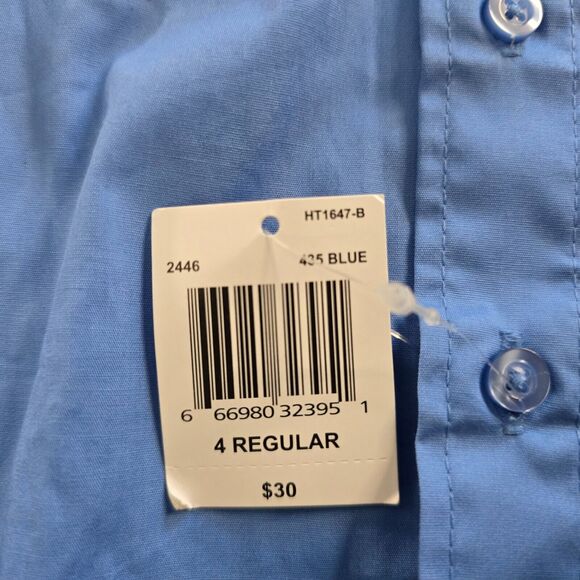 HT1647-B
2446 435 BLUE
6 66980 32395 1
4 REGULAR
$30